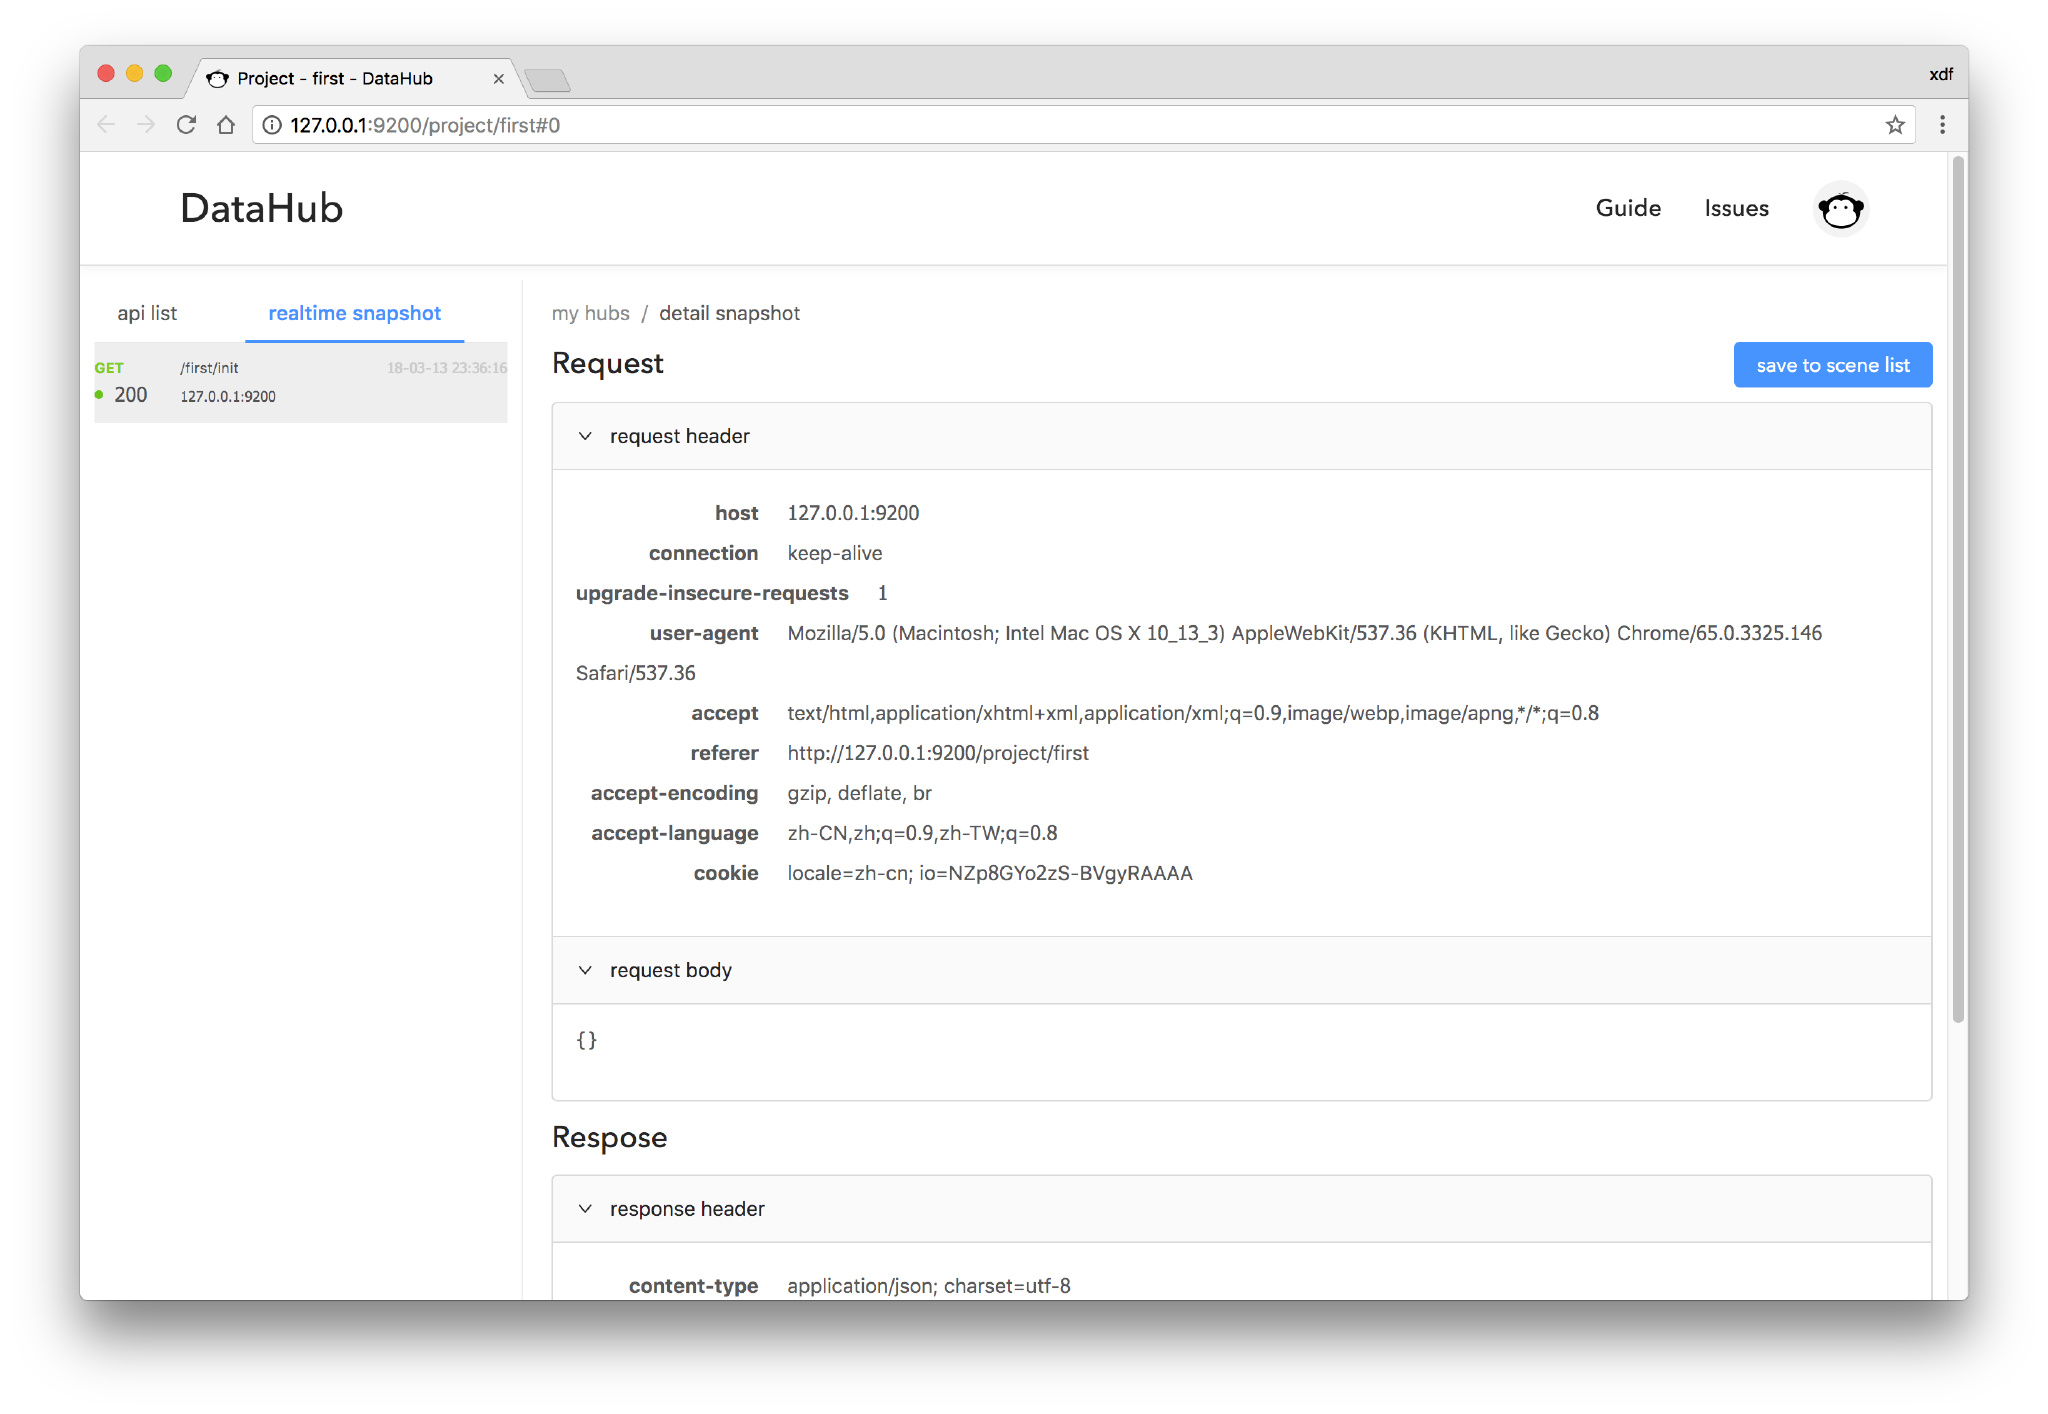 Project - first - DataHub
xdf
127.0.0.1:9200/project/first#0
DataHub
Guide
Issues
api list
realtime snapshot
GET
/first/init
18-03-13 23:36:16
200
127.0.0.1:9200
my hubs / detail snapshot
Request
save to scene list
request header
host 127.0.0.1:9200
connection keep-alive
upgrade-insecure-requests 1
user-agent Mozilla/5.0 (Macintosh; Intel Mac OS X 10_13_3) AppleWebKit/537.36 (KHTML, like Gecko) Chrome/65.0.3325.146
Safari/537.36
accept text/html,application/xhtml+xml,application/xml;q=0.9,image/webp,image/apng,*/*;q=0.8
referer http://127.0.0.1:9200/project/first
accept-encoding gzip, deflate, br
accept-language zh-CN,zh;q=0.9,zh-TW;q=0.8
cookie locale=zh-cn; io=NZp8GYo2zS-BVgyRAAAA
request body
{}
Respose
response header
content-type application/json; charset=utf-8